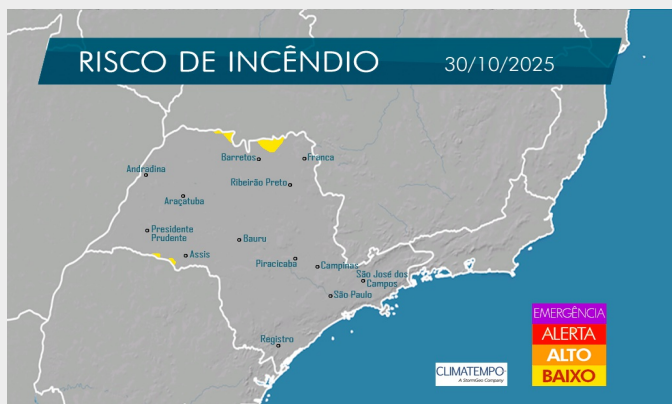 RISCO DE INCÊNDIO 30/10/2025
Barretos
Franca
Andradina
Ribeirão Preto
Araçatuba
Presidente
Prudente
Bauru
Assis
Piracicaba
Campinas
São José dos
Campos
São Paulo
Registro
EMERGÊNCIA
ALERTA
ALTO
BAIXO
CLIMATEMPO
A StormGeo Company